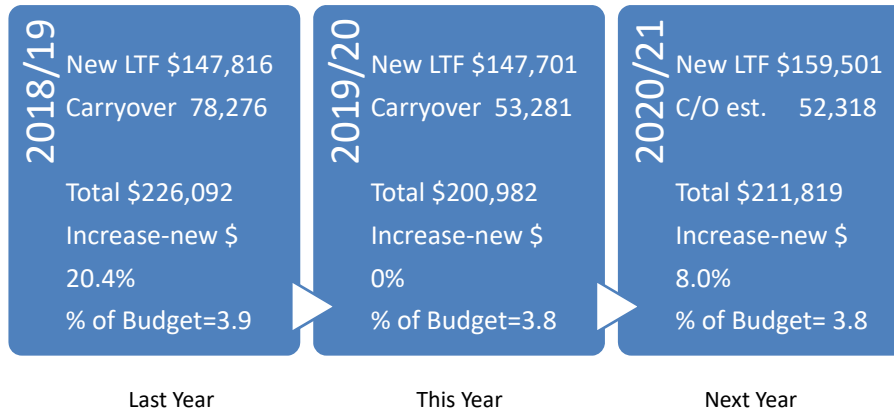 2018/19
New LTF $147,816
Carryover 78,276
Total $226,092
Increase-new $
20.4%
% of Budget=3.9
2019/20
New LTF $147,701
Carryover 53,281
Total $200,982
Increase-new $
0%
% of Budget=3.8
2020/21
New LTF $159,501
C/O est. 52,318
Total $211,819
Increase-new $
8.0%
% of Budget= 3.8
Last Year
This Year
Next Year